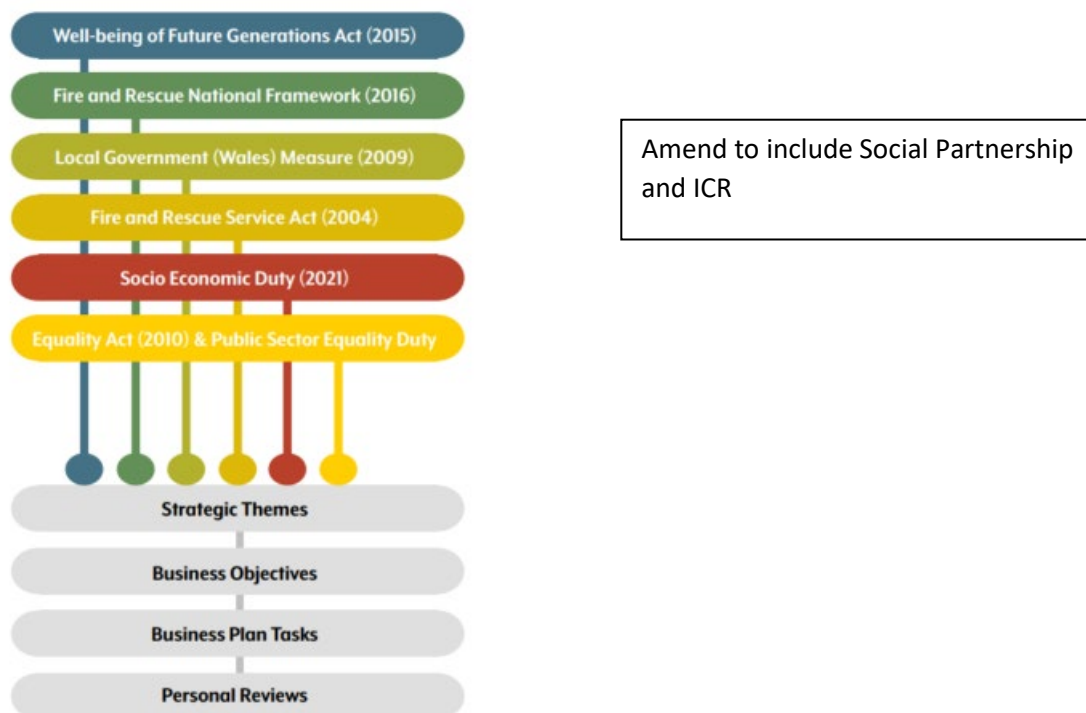 Well-being of Future Generations Act (2015)
Fire and Rescue National Framework (2016)
Local Government (Wales) Measure (2009)
Fire and Rescue Service Act (2004)
Socio Economic Duty (2021)
Equality Act (2010) & Public Sector Equality Duty
Strategic Themes
Business Objectives
Business Plan Tasks
Personal Reviews
Amend to include Social Partnership
and ICR